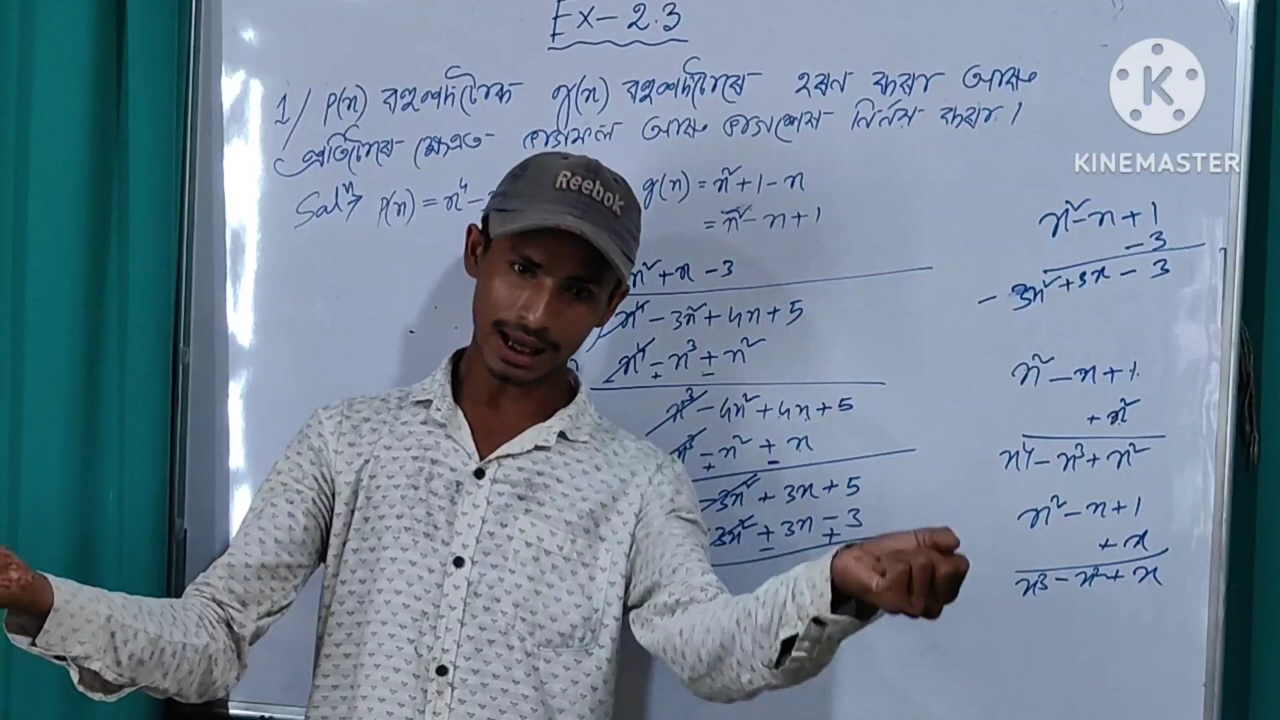 Ex-2.3
1/ P(x) বহুপদটোক g(x) বহুপদটোৰে হৰণ কৰা আৰু
প্ৰতিটোৰে ক্ষেত্ৰত ভাগফল আৰু ভাগশেষ নিৰ্ণয় কৰা ।
Solⁿ→ P(x) = x⁴ -
g(x) = x² + 1 - x
= x² - x + 1
x² + x - 3
x⁴ - 3x² + 4x + 5
x⁴ - x³ + x²
+ -
x³ - 4x² + 4x + 5
x³ - x² + x
+ -
-3x² + 3x + 5
3x² + 3x - 3
- +
x² - x + 1
- 3
- 3x² + 3x - 3
x² - x + 1
+ x²
x⁴ - x³ + x²
x² - x + 1
+ x
x³ - x² + x
Reebok
K
KINEMASTER